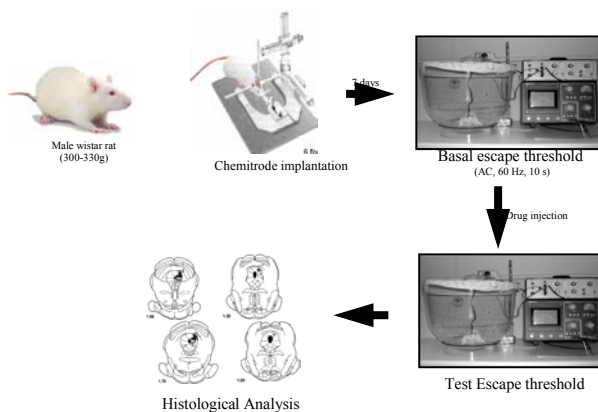 Male wistar rat
(300-330g)
Chemitrode implantation
7 days
Basal escape threshold
(AC, 60 Hz, 10 s)
Drug injection
Test Escape threshold
Histological Analysis